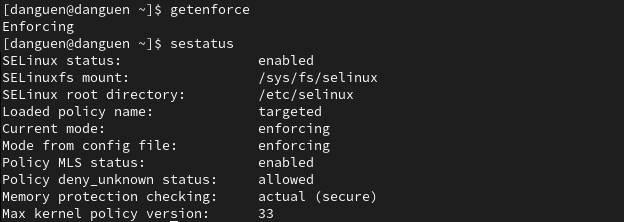 [danguen@danguen ~]$ getenforce
Enforcing
[danguen@danguen ~]$ sestatus
SELinux status:                 enabled
SELinuxfs mount:                /sys/fs/selinux
SELinux root directory:         /etc/selinux
Loaded policy name:             targeted
Current mode:                   enforcing
Mode from config file:          enforcing
Policy MLS status:              enabled
Policy deny_unknown status:     allowed
Memory protection checking:     actual (secure)
Max kernel policy version:      33